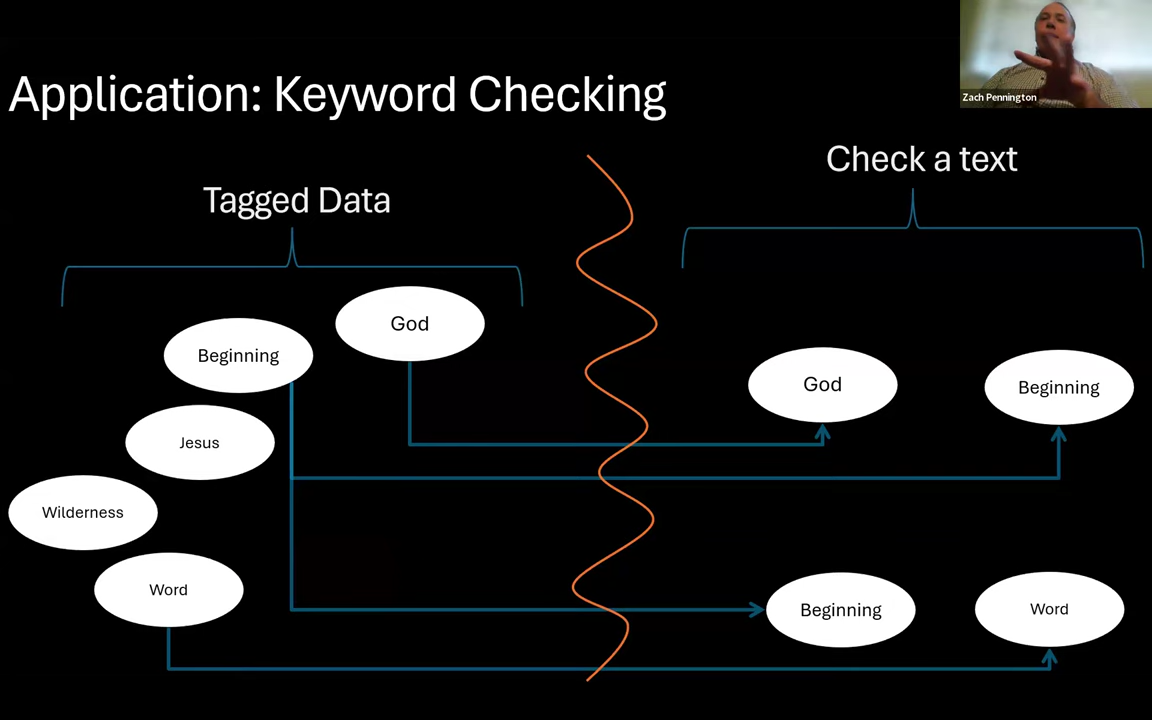 Zach Pennington
Application: Keyword Checking
Check a text
Tagged Data
God
Beginning
Jesus
Wilderness
Word
God
Beginning
Beginning
Word